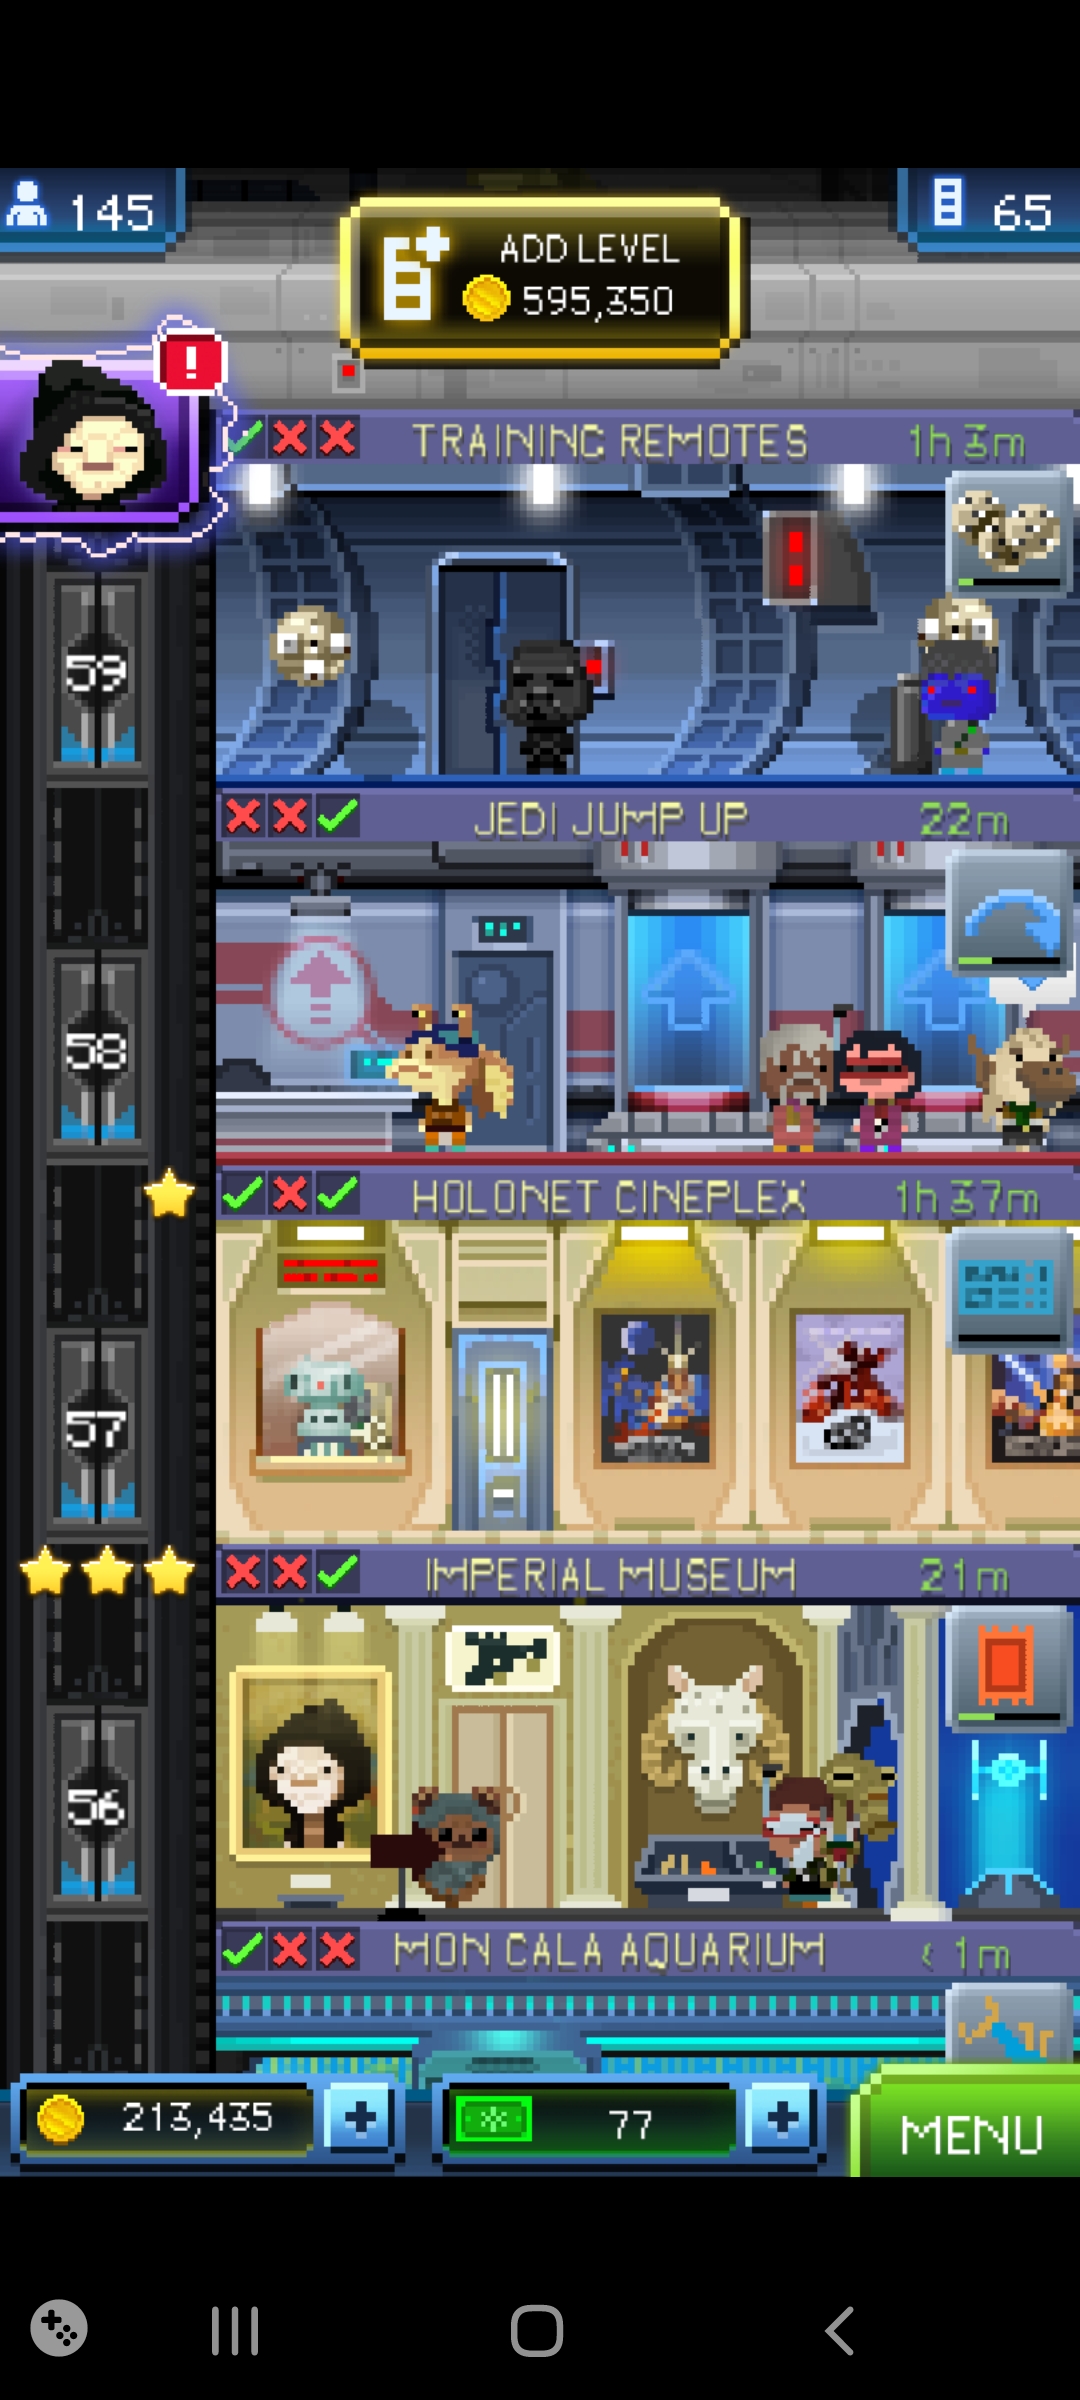 145
ADD LEVEL
595,350
65
!
TRAINING REMOTES 1h 3m
59
JEDI JUMP UP 22m
58
HOLONET CINEPLEX 1h 37m
57
IMPERIAL MUSEUM 21m
56
MON CALA AQUARIUM < 1m
213,435 +
77 +
MENU